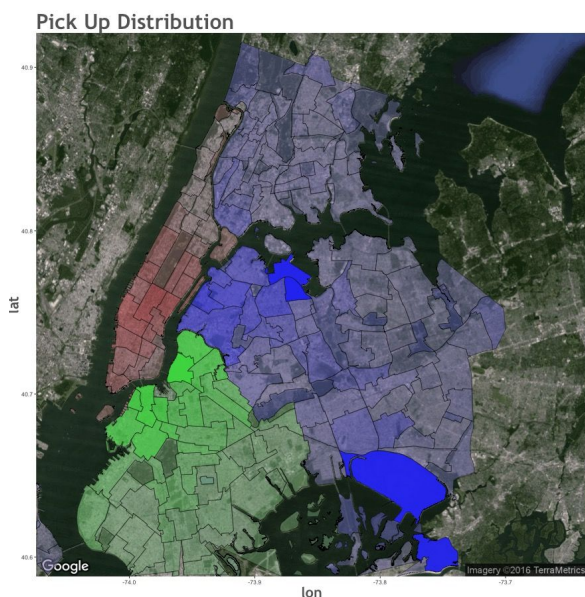 Pick Up Distribution
40.9
40.8
40.7
40.6
lat
Google
Imagery ©2016 TerraMetrics
-74.0
-73.9
-73.8
-73.7
lon